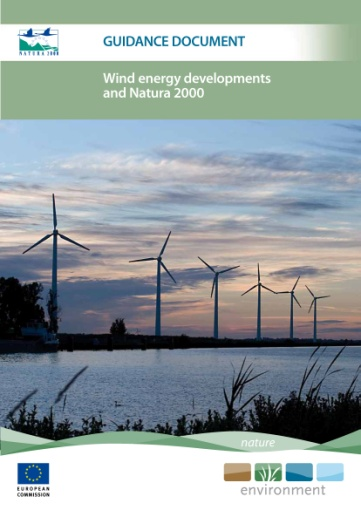 NATURA 2000
GUIDANCE DOCUMENT
Wind energy developments
and Natura 2000
nature
EUROPEAN
COMMISSION
environment